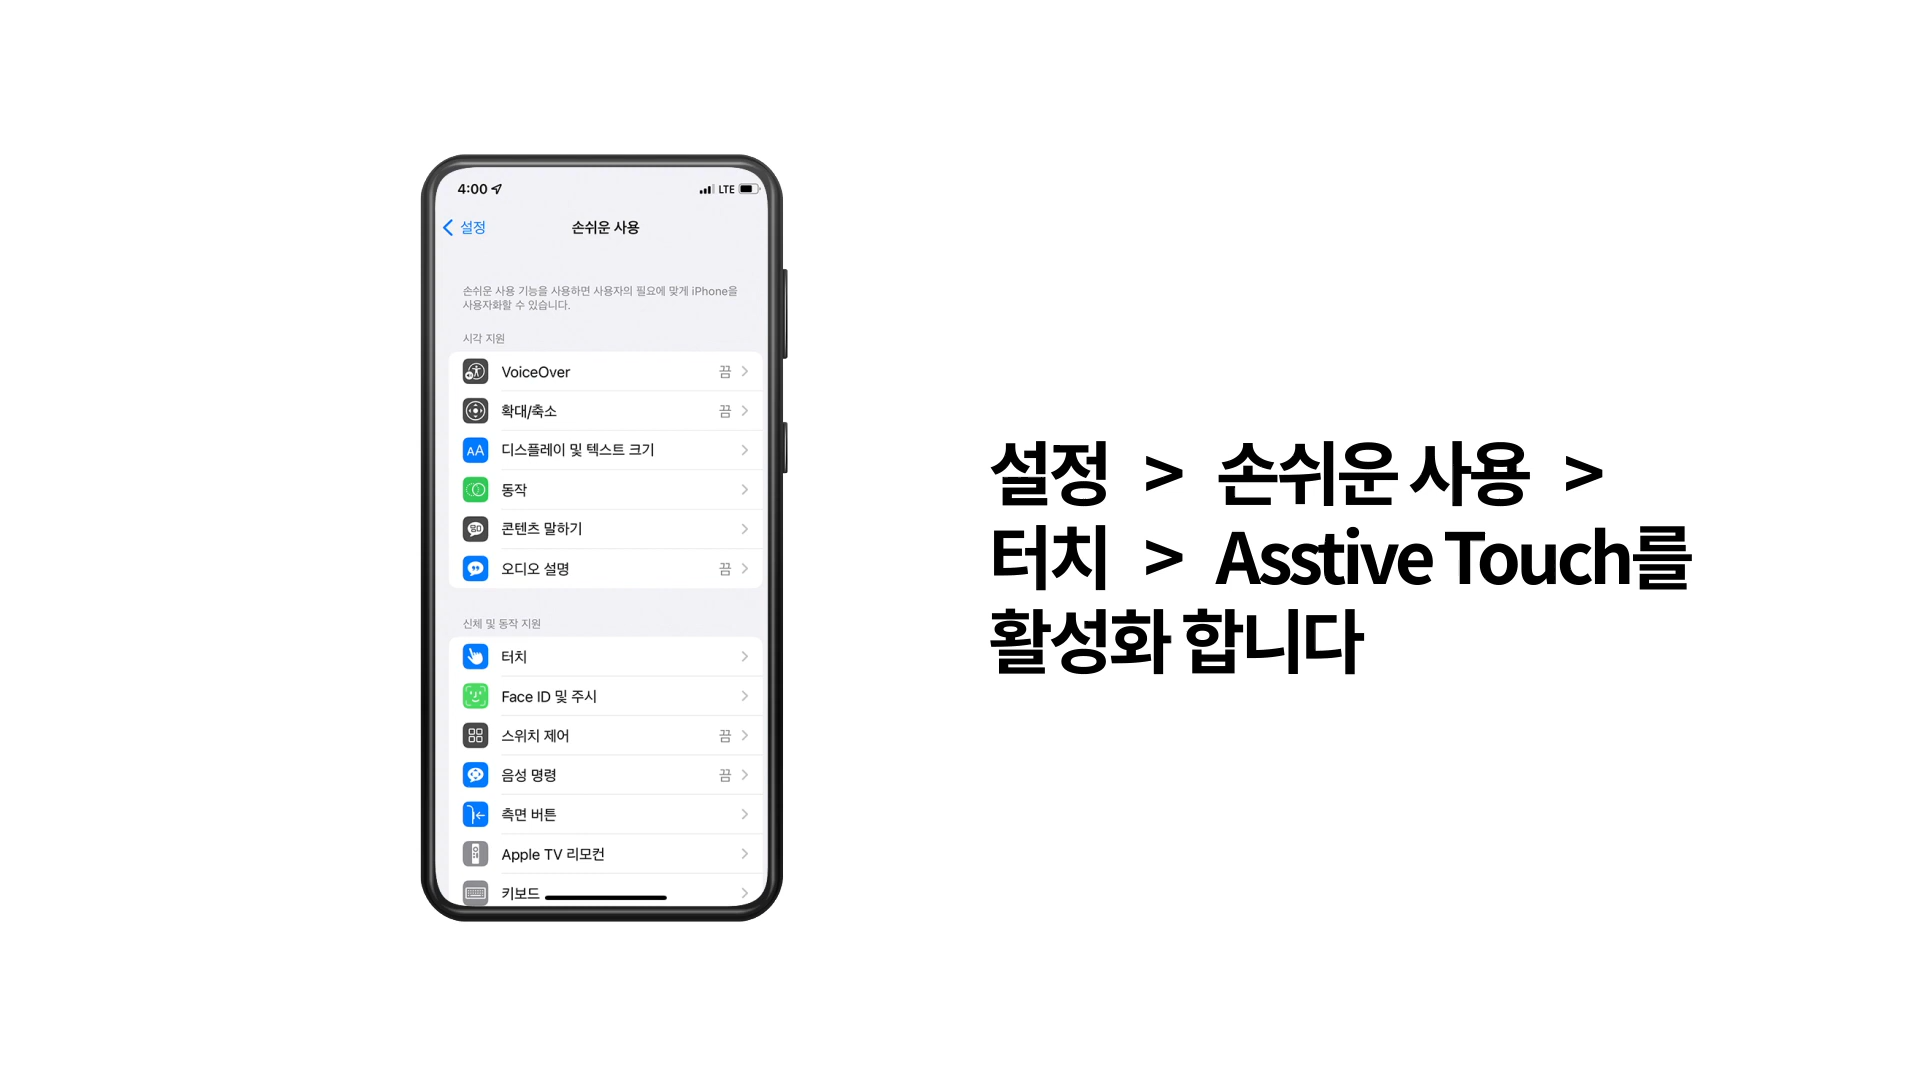 4:00
LTE
설정
손쉬운 사용
손쉬운 사용 기능을 사용하면 사용자의 필요에 맞게 iPhone을
사용자화할 수 있습니다.
시각 지원
VoiceOver 끔
확대/축소 끔
디스플레이 및 텍스트 크기
동작
콘텐츠 말하기
오디오 설명 끔
신체 및 동작 지원
터치
Face ID 및 주시
스위치 제어 끔
음성 명령 끔
측면 버튼
Apple TV 리모컨
키보드
설정 > 손쉬운 사용 >
터치 > Asstive Touch를
활성화 합니다